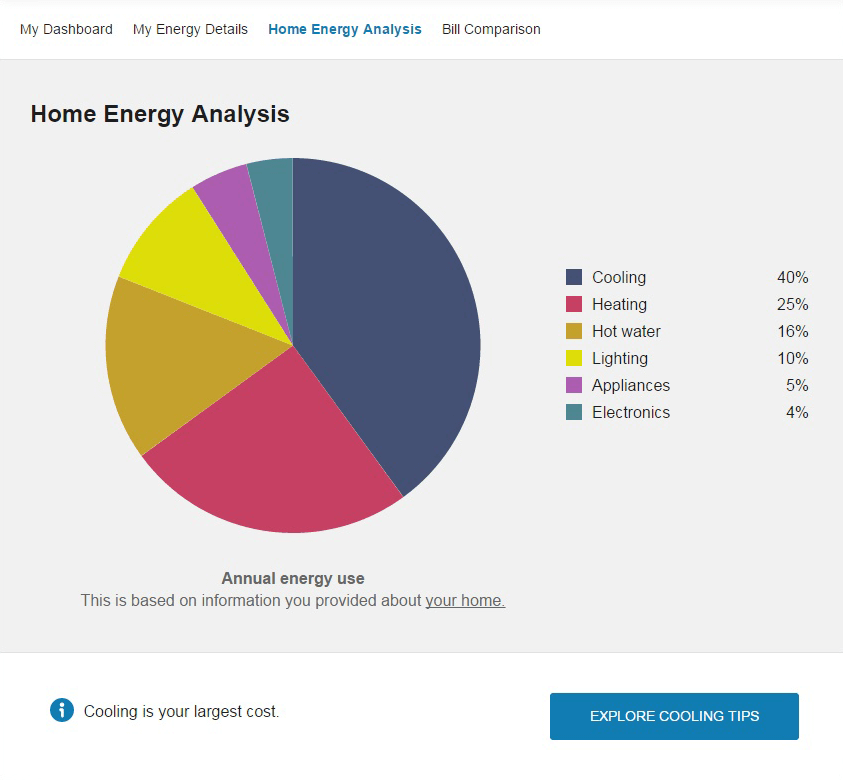 My Dashboard My Energy Details Home Energy Analysis Bill Comparison
Home Energy Analysis
Cooling 40%
Heating 25%
Hot water 16%
Lighting 10%
Appliances 5%
Electronics 4%
Annual energy use
This is based on information you provided about your home.
Cooling is your largest cost.
EXPLORE COOLING TIPS